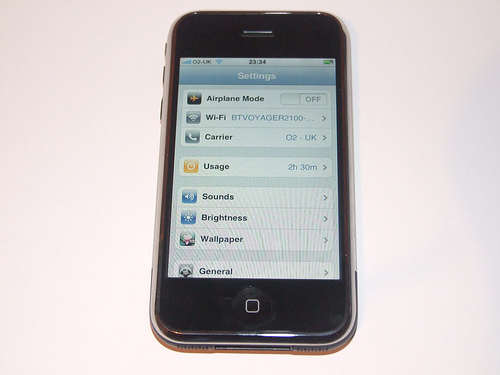 O2-UK 23:34
Settings
Airplane Mode OFF
Wi-Fi BTVOYAGER2100-...
Carrier O2 - UK
Usage 2h 30m
Sounds
Brightness
Wallpaper
General